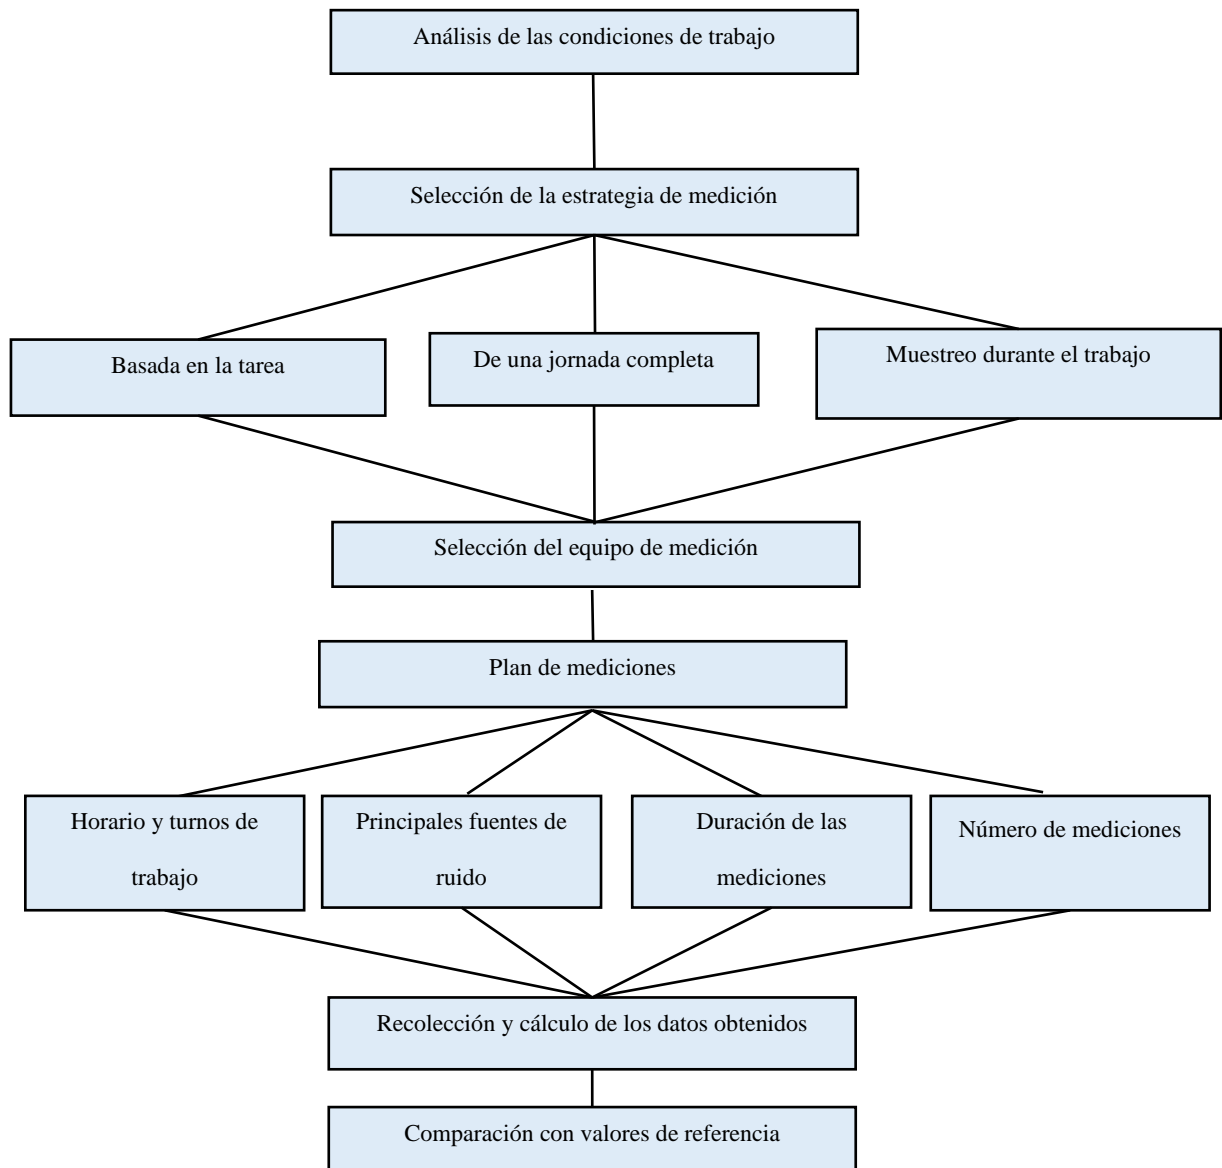 Análisis de las condiciones de trabajo
Selección de la estrategia de medición
Basada en la tarea
De una jornada completa
Muestreo durante el trabajo
Selección del equipo de medición
Plan de mediciones
Horario y turnos de
trabajo
Principales fuentes de
ruido
Duración de las
mediciones
Número de mediciones
Recolección y cálculo de los datos obtenidos
Comparación con valores de referencia